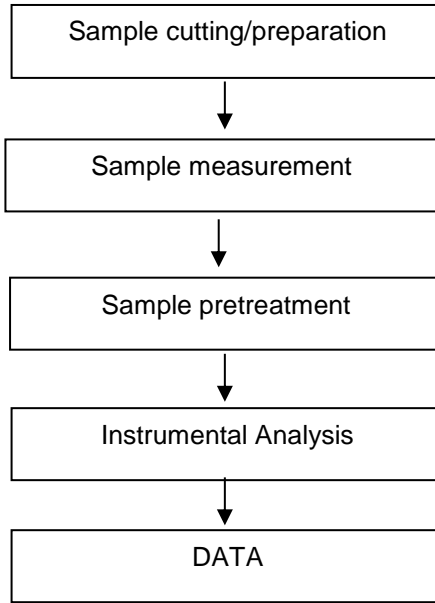 Sample cutting/preparation
Sample measurement
Sample pretreatment
Instrumental Analysis
DATA